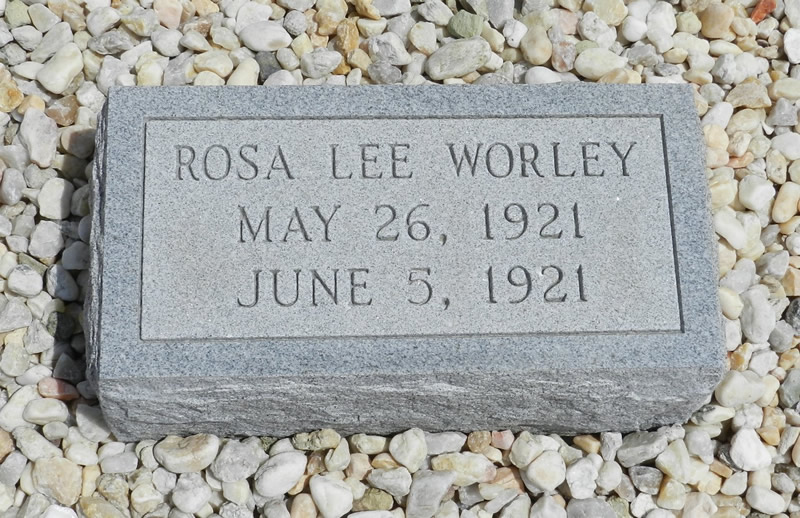 ROSA LEE WORLEY
MAY 26, 1921
JUNE 5, 1921